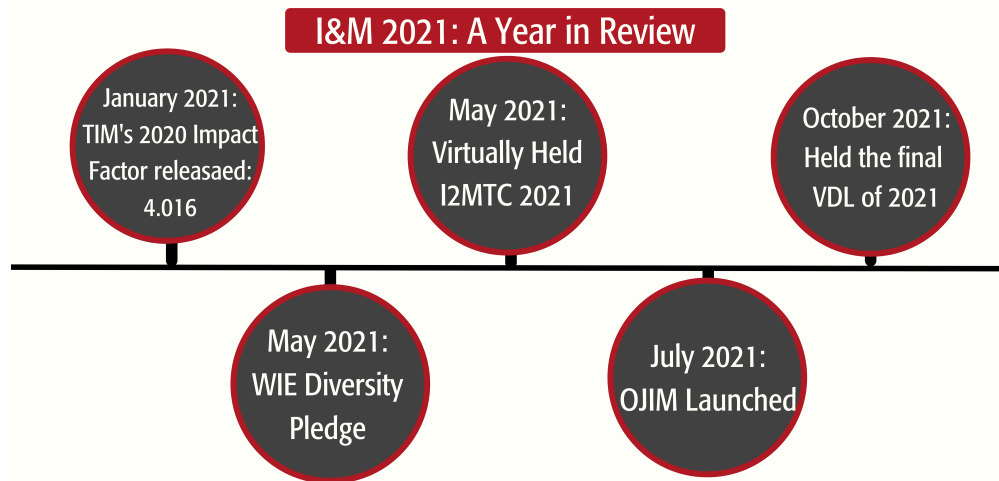 I&M 2021: A Year in Review
January 2021:
TIM's 2020 Impact
Factor releasaed:
4.016
May 2021:
WIE Diversity
Pledge
May 2021:
Virtually Held
I2MTC 2021
July 2021:
OJIM Launched
October 2021:
Held the final
VDL of 2021